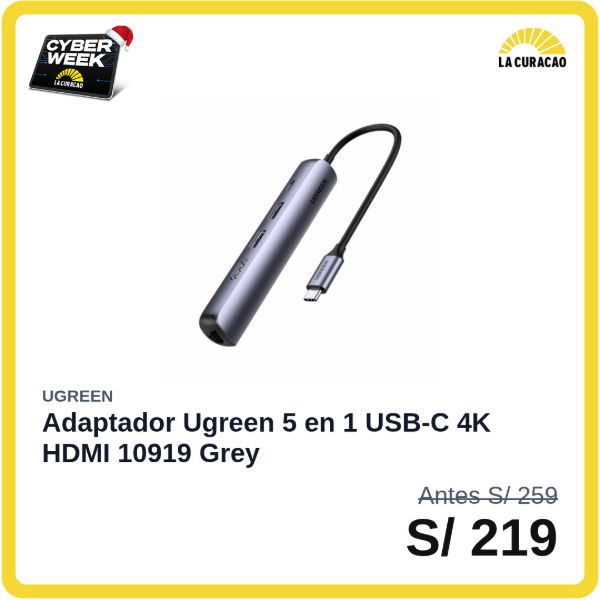 CYBER
WEEK
LA CURACAO
LA CURACAO
UGREEN
UGREEN
UGREEN
Adaptador Ugreen 5 en 1 USB-C 4K
HDMI 10919 Grey
Antes S/ 259
S/ 219